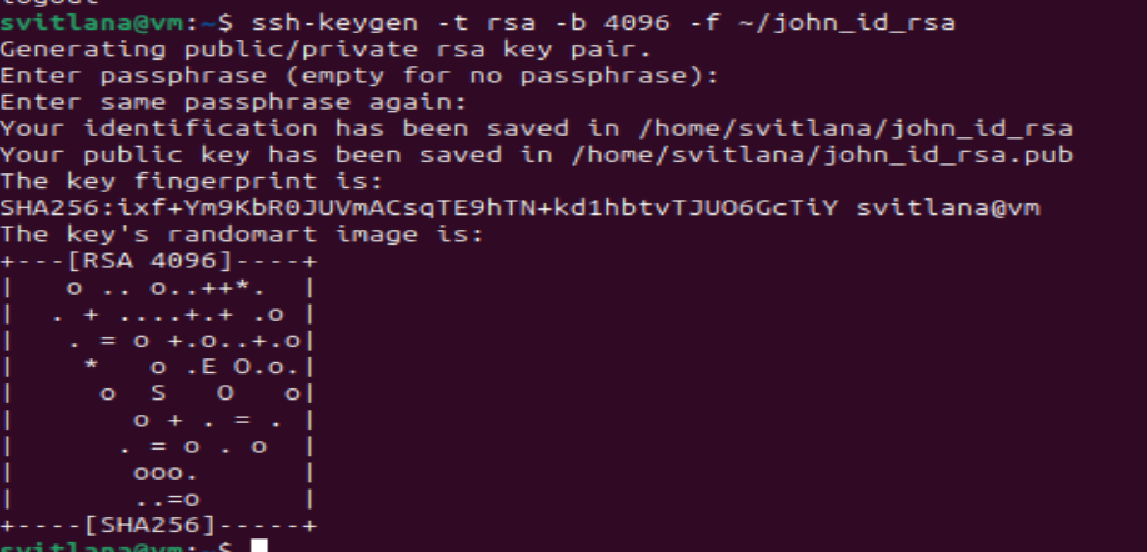 logout
svitlana@vm:~$ ssh-keygen -t rsa -b 4096 -f ~/john_id_rsa
Generating public/private rsa key pair.
Enter passphrase (empty for no passphrase):
Enter same passphrase again:
Your identification has been saved in /home/svitlana/john_id_rsa
Your public key has been saved in /home/svitlana/john_id_rsa.pub
The key fingerprint is:
SHA256:ixf+Ym9KbR0JUVmACsqTE9hTN+kd1hbtvTJUO6GcTiY svitlana@vm
The key's randomart image is:
+---[RSA 4096]----+
|   o .. o..++*.  |
|  . + ....+.+ .o |
|   . = o +.o..+.o|
|    *   o .E O.o.|
|     o  S   O   o|
|       o + . = . |
|      . = o . o  |
|       ooo.      |
|       ..=o      |
+----[SHA256]-----+
svitlana@vm:~$